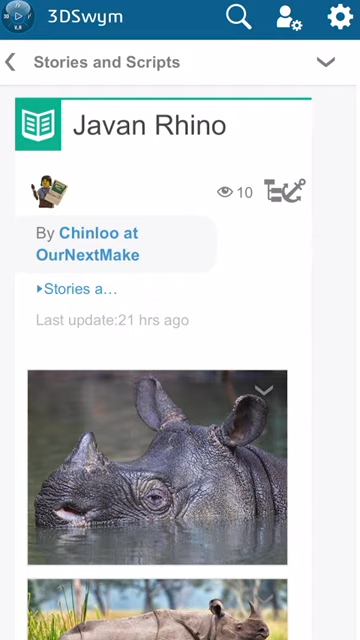 3DSwym
Stories and Scripts
Javan Rhino
10
By Chinloo at
OurNextMake
Stories a...
Last update:21 hrs ago